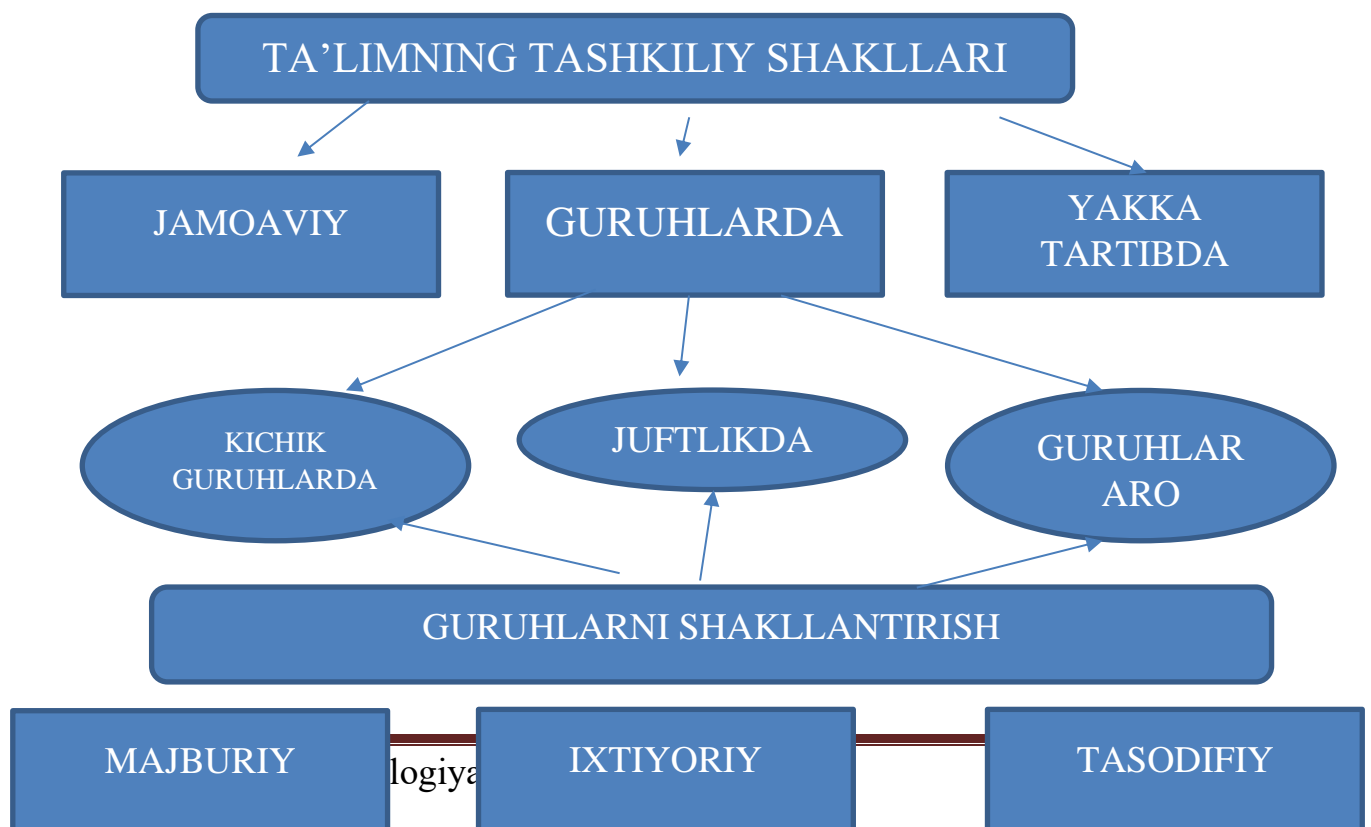 TA’LIMNING TASHKILIY SHAKLLARI
JAMOAVIY
GURUHLARDA
YAKKA
TARTIBDA
KICHIK
GURUHLARDA
JUFTLIKDA
GURUHLAR
ARO
GURUHLARNI SHAKLLANTIRISH
MAJBURIY
IXTIYORIY
TASODIFIY